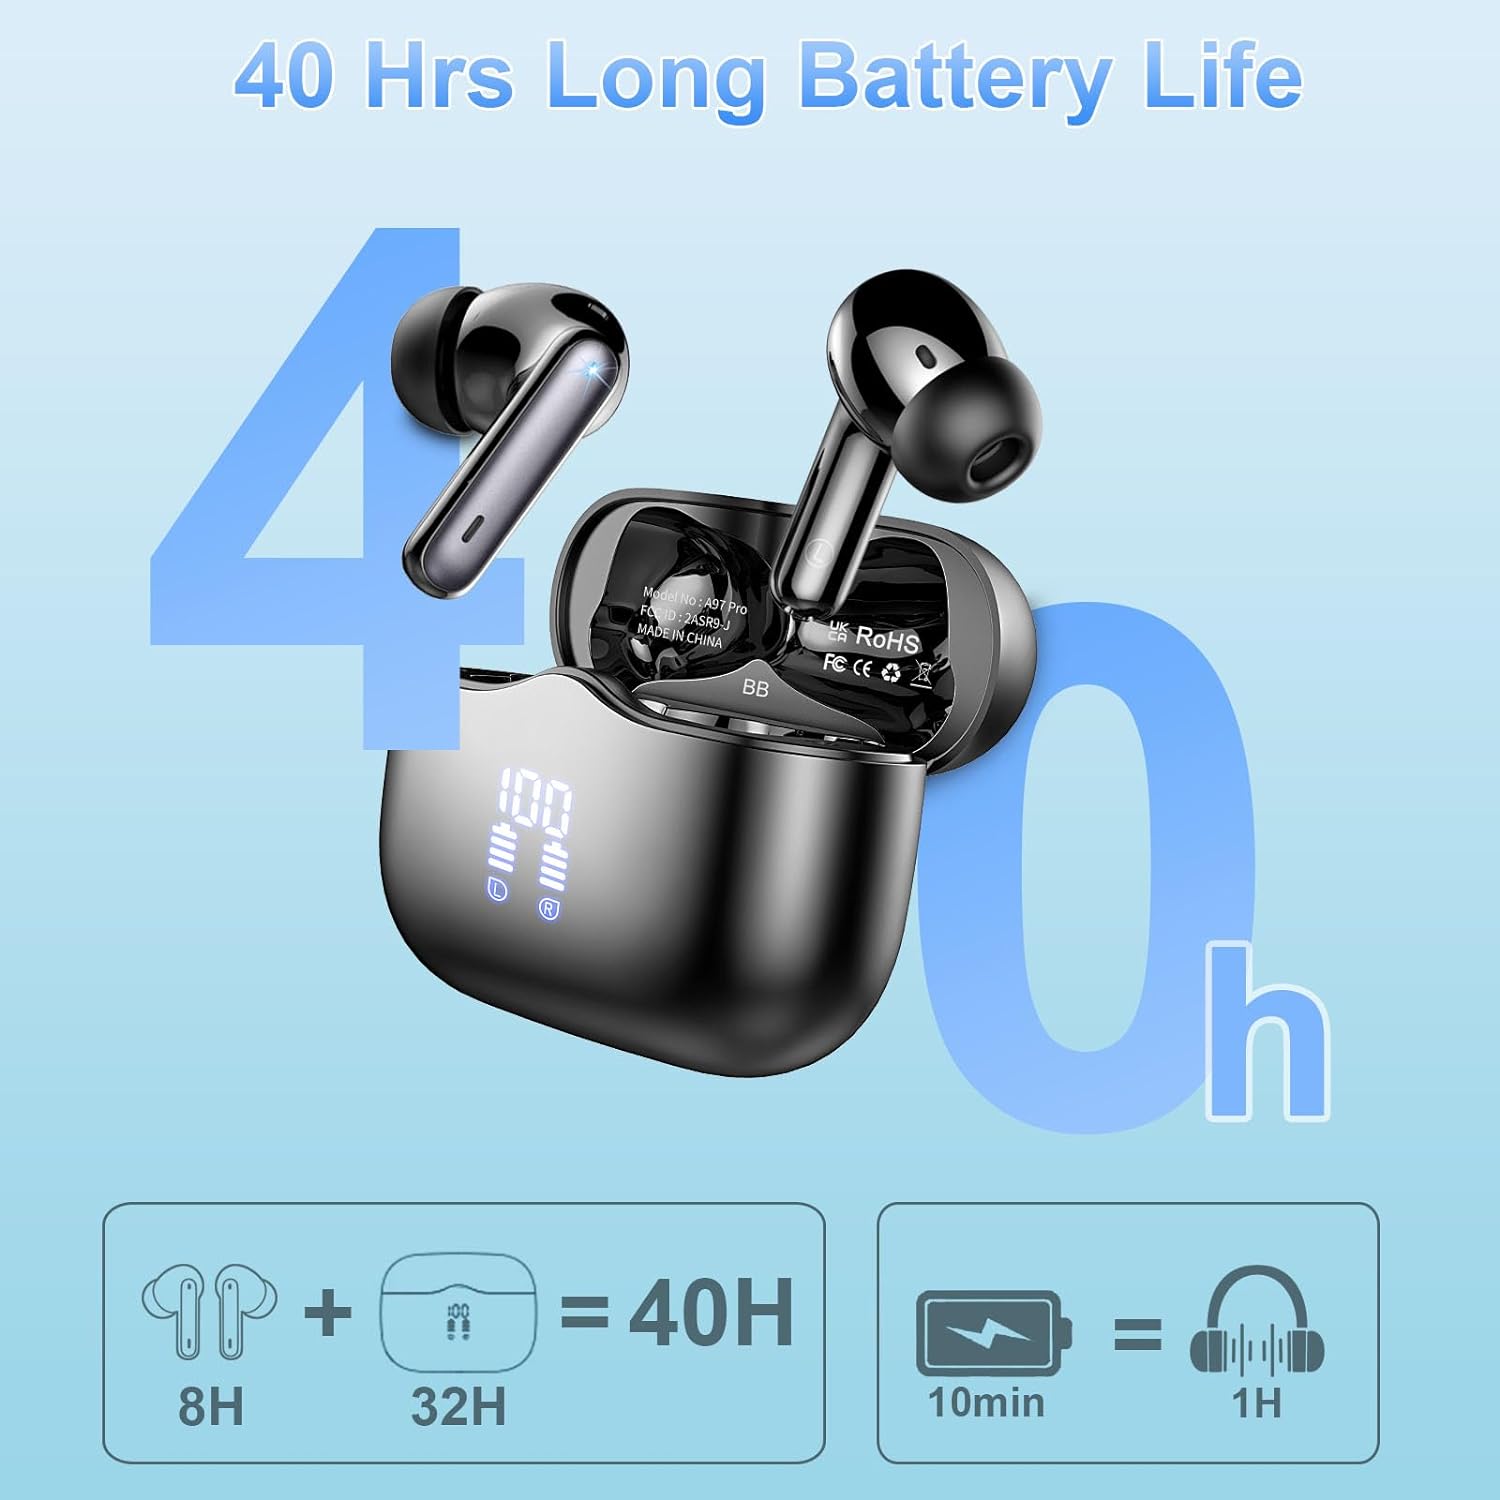 40 Hrs Long Battery Life
40h
L
Model No : A97 Pro
FCC ID : 2ASR9-J
MADE IN CHINA
UK CA RoHS
FC CE
BB
100
L R
100
= 40H
+
8H
32H
=
10min
1H